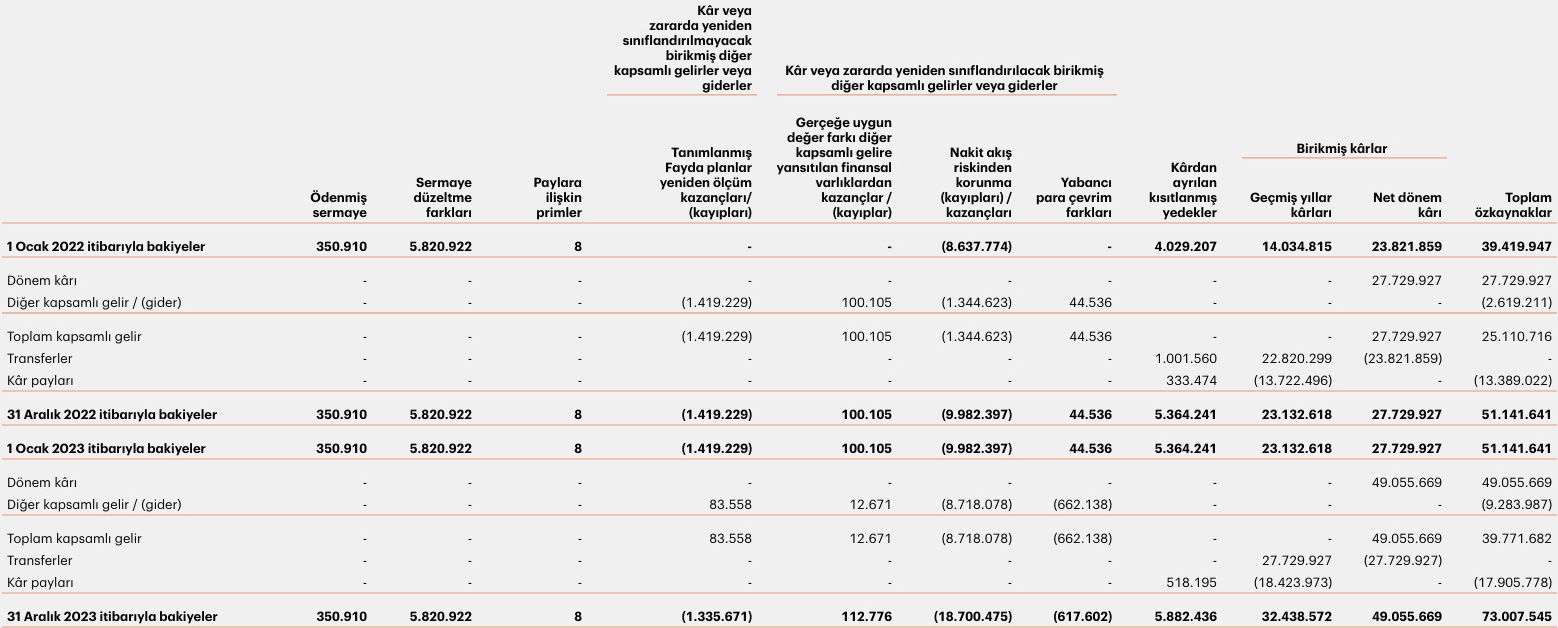 Kâr veya
zararda yeniden
sınıflandırılmayacak
birikmiş diğer
kapsamlı gelirler veya
giderler
Kâr veya zararda yeniden sınıflandırılacak birikmiş
diğer kapsamlı gelirler veya giderler
Ödenmiş
sermaye
Sermaye
düzeltme
farkları
Paylara
ilişkin
primler
Tanımlanmış
Fayda planlar
yeniden ölçüm
kazançları/
(kayıpları)
Gerçeğe uygun
değer farkı diğer
kapsamlı gelire
yansıtılan finansal
varlıklardan
kazançlar /
(kayıplar)
Nakit akış
riskinden
korunma
(kayıpları) /
kazançları
Yabancı
para çevrim
farkları
Kârdan
ayrılan
kısıtlanmış
yedekler
Birikmiş kârlar
Geçmiş yıllar
kârları
Net dönem
kârı
Toplam
özkaynaklar
1 Ocak 2022 itibarıyla bakiyeler 350.910 5.820.922 8 - - (8.637.774) - 4.029.207 14.034.815 23.821.859 39.419.947
Dönem kârı - - - - - - - - - 27.729.927 27.729.927
Diğer kapsamlı gelir / (gider) - - - (1.419.229) 100.105 (1.344.623) 44.536 - - - (2.619.211)
Toplam kapsamlı gelir - - - (1.419.229) 100.105 (1.344.623) 44.536 - - 27.729.927 25.110.716
Transferler - - - - - - - 1.001.560 22.820.299 (23.821.859) -
Kâr payları - - - - - - - 333.474 (13.722.496) - (13.389.022)
31 Aralık 2022 itibarıyla bakiyeler 350.910 5.820.922 8 (1.419.229) 100.105 (9.982.397) 44.536 5.364.241 23.132.618 27.729.927 51.141.641
1 Ocak 2023 itibarıyla bakiyeler 350.910 5.820.922 8 (1.419.229) 100.105 (9.982.397) 44.536 5.364.241 23.132.618 27.729.927 51.141.641
Dönem kârı - - - - - - - - - 49.055.669 49.055.669
Diğer kapsamlı gelir / (gider) - - - 83.558 12.671 (8.718.078) (662.138) - - - (9.283.987)
Toplam kapsamlı gelir - - - 83.558 12.671 (8.718.078) (662.138) - - 49.055.669 39.771.682
Transferler - - - - - - - - 27.729.927 (27.729.927) -
Kâr payları - - - - - - - 518.195 (18.423.973) - (17.905.778)
31 Aralık 2023 itibarıyla bakiyeler 350.910 5.820.922 8 (1.335.671) 112.776 (18.700.475) (617.602) 5.882.436 32.438.572 49.055.669 73.007.545